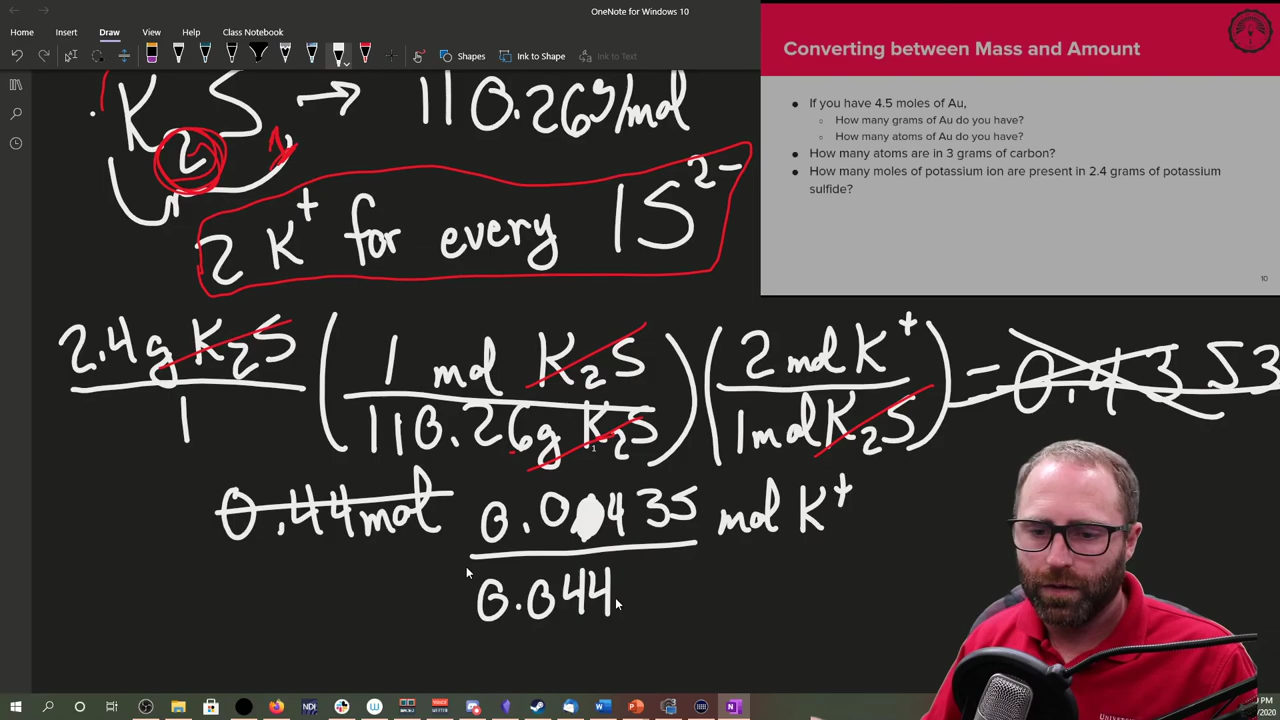 OneNote for Windows 10
Home Insert Draw View Help Class Notebook
Shapes Ink to Shape Ink to Text
Converting between Mass and Amount
If you have 4.5 moles of Au,
How many grams of Au do you have?
How many atoms of Au do you have?
How many atoms are in 3 grams of carbon?
How many moles of potassium ion are present in 2.4 grams of potassium
sulfide?
10
K₂S → 110.26g/mol
1
2 K⁺ for every 1S²⁻
2.4g K₂S / 1 (1 mol K₂S / 110.26g K₂S) (2 mol K⁺ / 1 mol K₂S) = 0.4353
0.44mol 0.0435 mol K⁺
0.044